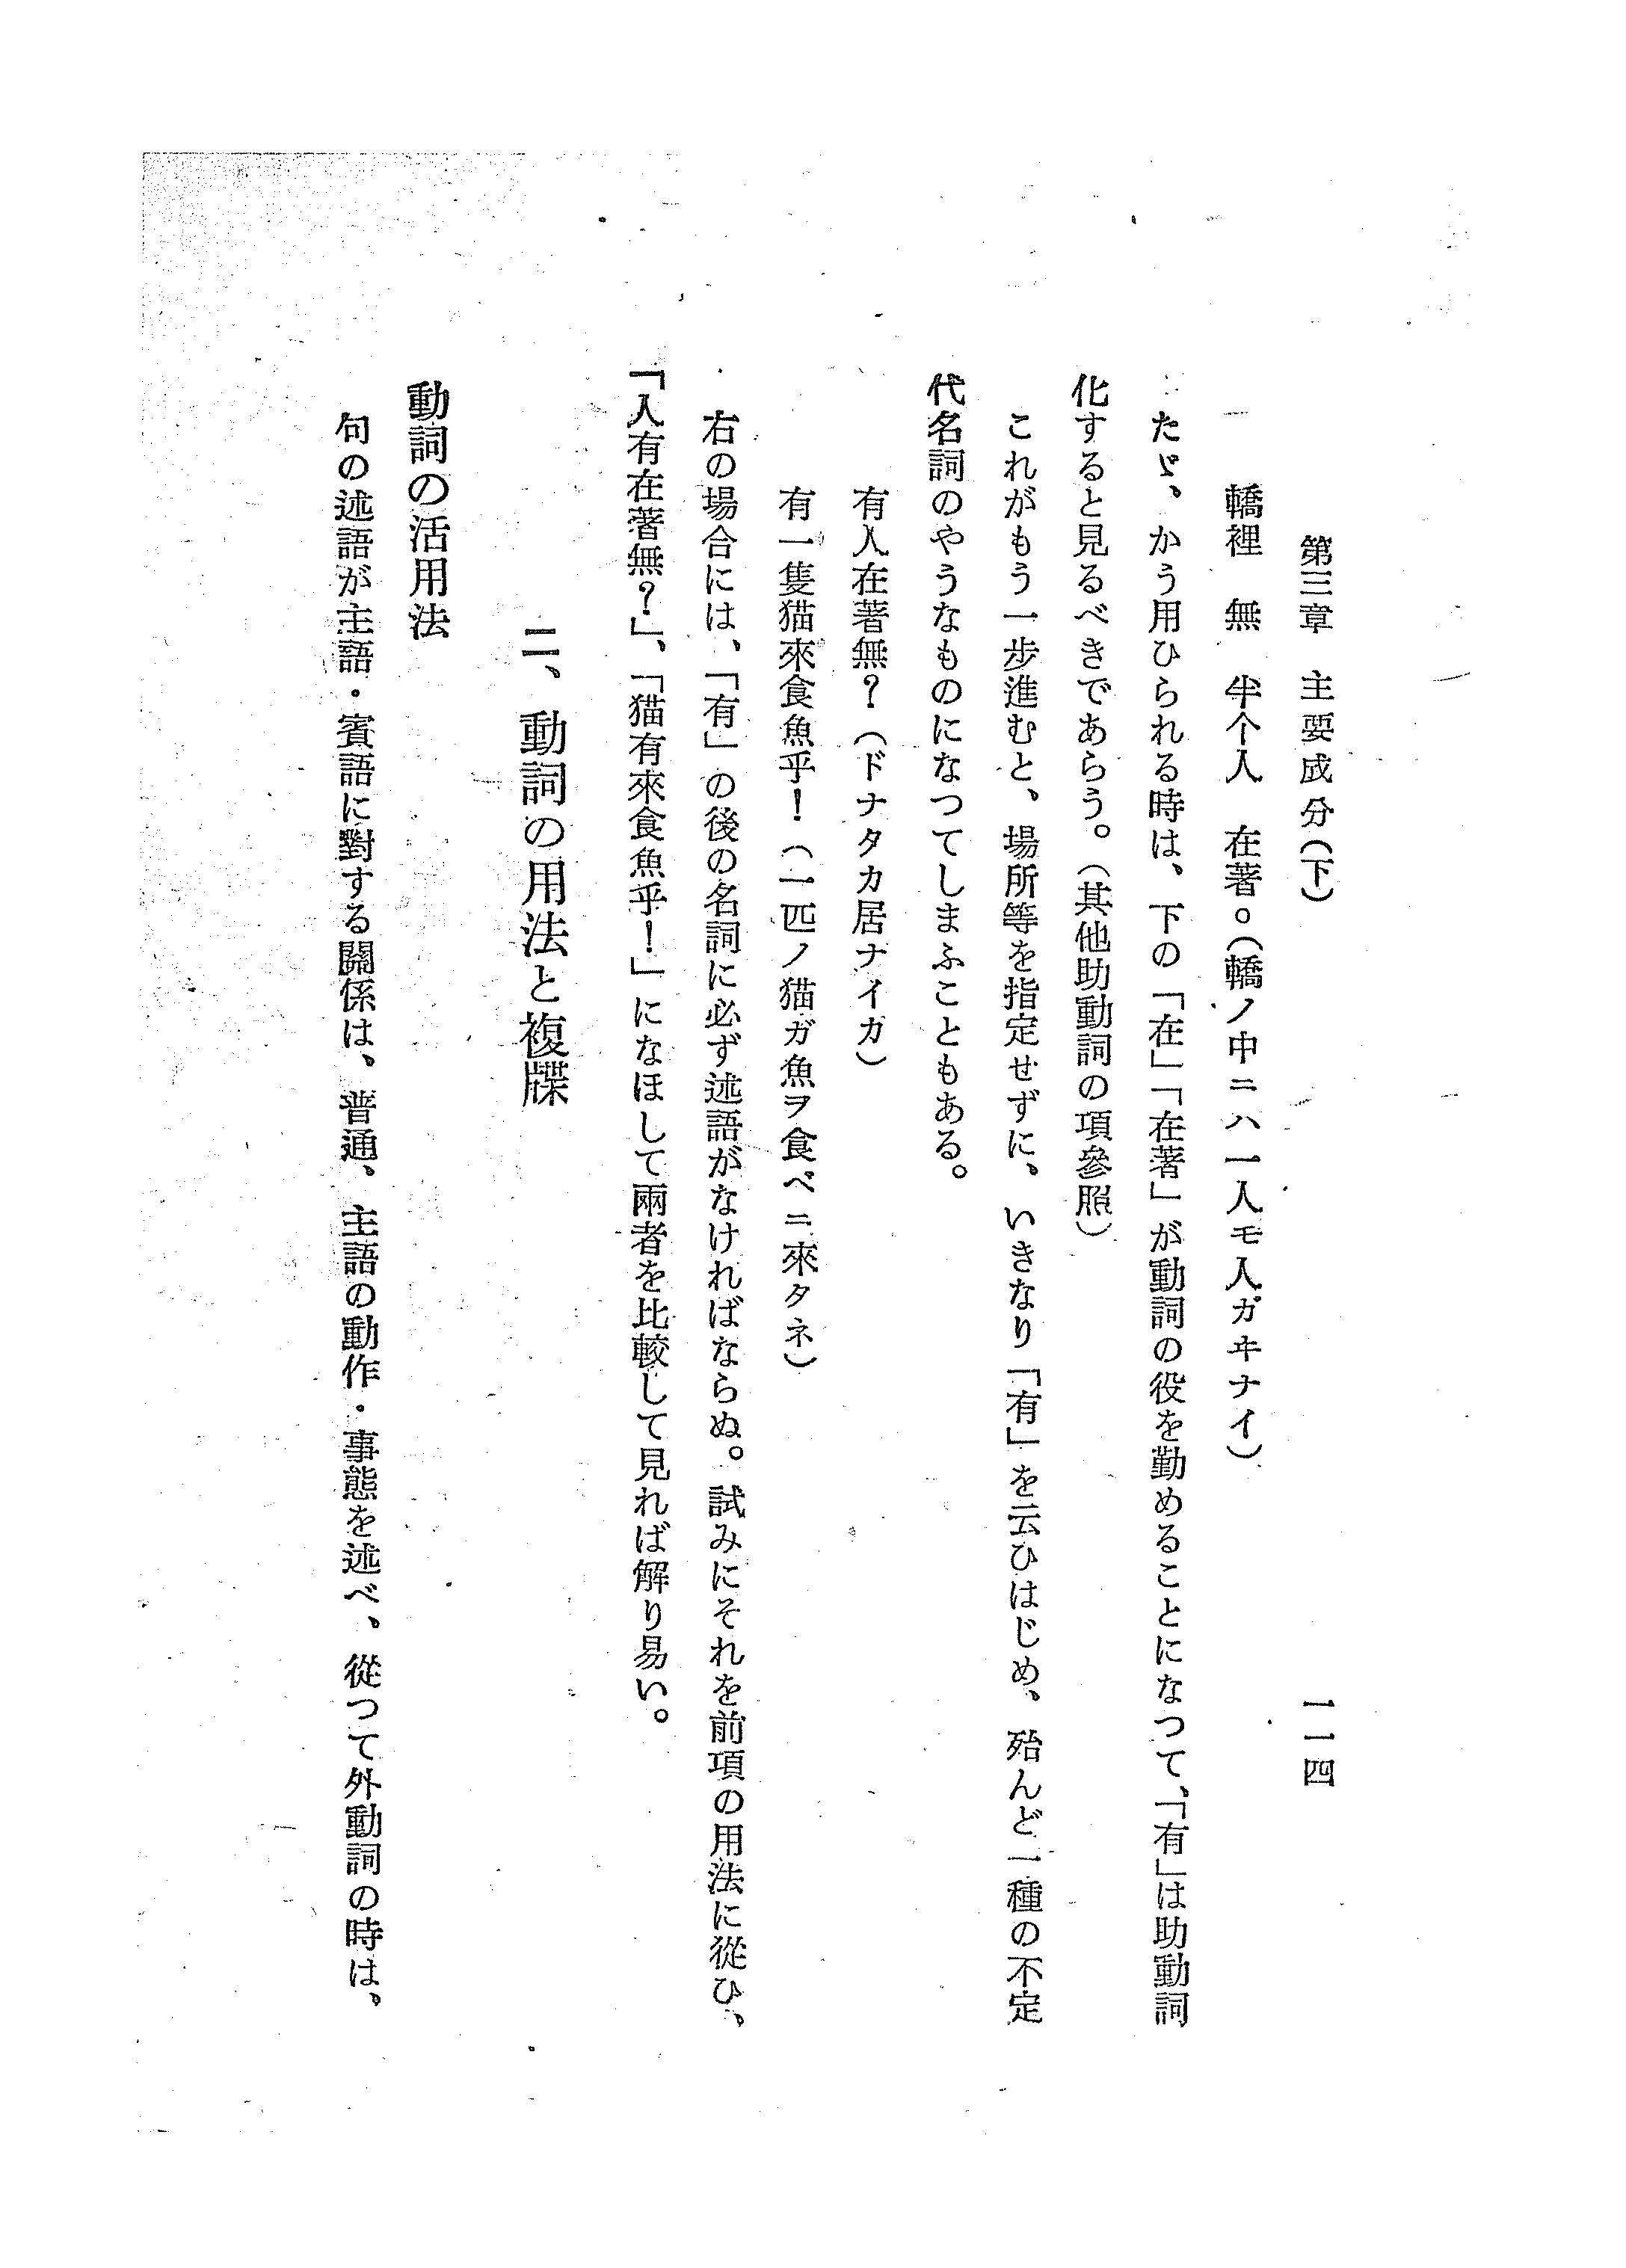 第三章　主要成分（下）　一一四
轎裡　無　半个人　在著。（轎ノ中ニハ一人モ人ガヰナイ）
たゞ、かう用ひられる時は、下の「在」「在著」が動詞の役を勤めることになつて、「有」は助動詞
化すると見るべきであらう。（其他助動詞の項參照）
これがもう一步進むと、場所等を指定せずに、いきなり「有」を云ひはじめ、殆んど一種の不定
代名詞のやうなものになつてしまふこともある。
有人在著無？（ドナタカ居ナイカ）
有一隻猫來食魚乎！（一匹ノ猫ガ魚ヲ食ベニ來タネ）
右の場合には、「有」の後の名詞に必ず述語がなければならぬ。試みにそれを前項の用法に從ひ、
「人有在著無？」、「猫有來食魚乎！」になほして兩者を比較して見れば解り易い。
二、動詞の用法と複牒
動詞の活用法
句の述語が主語・賓語に對する關係は、普通、主語の動作・事態を述べ、從つて外動詞の時は、